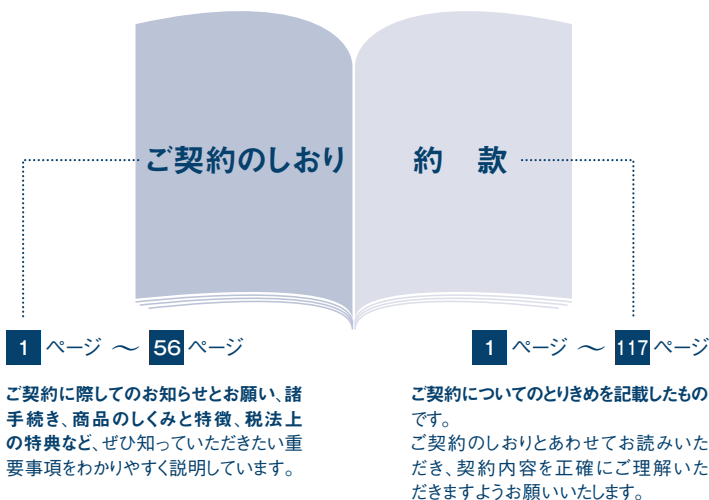 ご契約のしおり
約　款
1 ページ ～ 56 ページ
ご契約に際してのお知らせとお願い、諸
手続き、商品のしくみと特徴、税法上
の特典など、ぜひ知っていただきたい重
要事項をわかりやすく説明しています。
1 ページ ～ 117 ページ
ご契約についてのとりきめを記載したもの
です。
ご契約のしおりとあわせてお読みいた
だき、契約内容を正確にご理解いた
だきますようお願いいたします。